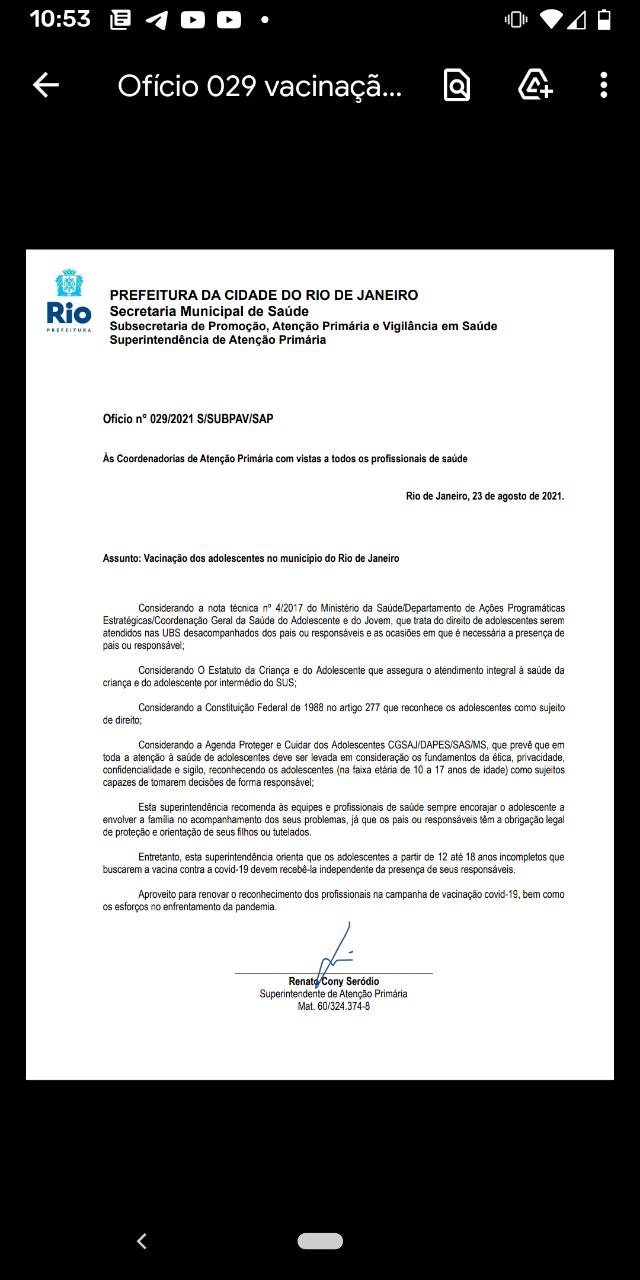 10:53
Ofício 029 vacinaçã...
Rio
PREFEITURA
PREFEITURA DA CIDADE DO RIO DE JANEIRO
Secretaria Municipal de Saúde
Subsecretaria de Promoção, Atenção Primária e Vigilância em Saúde
Superintendência de Atenção Primária
Ofício nº 029/2021 S/SUBPAV/SAP
Às Coordenadorias de Atenção Primária com vistas a todos os profissionais de saúde
Rio de Janeiro, 23 de agosto de 2021.
Assunto: Vacinação dos adolescentes no município do Rio de Janeiro
Considerando a nota técnica nº 4/2017 do Ministério da Saúde/Departamento de Ações Programáticas
Estratégicas/Coordenação Geral da Saúde do Adolescente e do Jovem, que trata do direito de adolescentes serem
atendidos nas UBS desacompanhados dos pais ou responsáveis e as ocasiões em que é necessária a presença de
pais ou responsável;
Considerando O Estatuto da Criança e do Adolescente que assegura o atendimento integral à saúde da
criança e do adolescente por intermédio do SUS;
Considerando a Constituição Federal de 1988 no artigo 277 que reconhece os adolescentes como sujeito
de direito;
Considerando a Agenda Proteger e Cuidar dos Adolescentes CGSAJ/DAPES/SAS/MS, que prevê que em
toda a atenção à saúde de adolescentes deve ser levada em consideração os fundamentos da ética, privacidade,
confidencialidade e sigilo, reconhecendo os adolescentes (na faixa etária de 10 a 17 anos de idade) como sujeitos
capazes de tomarem decisões de forma responsável;
Esta superintendência recomenda às equipes e profissionais de saúde sempre encorajar o adolescente a
envolver a família no acompanhamento dos seus problemas, já que os pais ou responsáveis têm a obrigação legal
de proteção e orientação de seus filhos ou tutelados.
Entretanto, esta superintendência orienta que os adolescentes a partir de 12 até 18 anos incompletos que
buscarem a vacina contra a covid-19 devem recebê-la independente da presença de seus responsáveis.
Aproveito para renovar o reconhecimento dos profissionais na campanha de vacinação covid-19, bem como
os esforços no enfrentamento da pandemia.
Renato Cony Seródio
Superintendente de Atenção Primária
Mat. 60/324.374-8